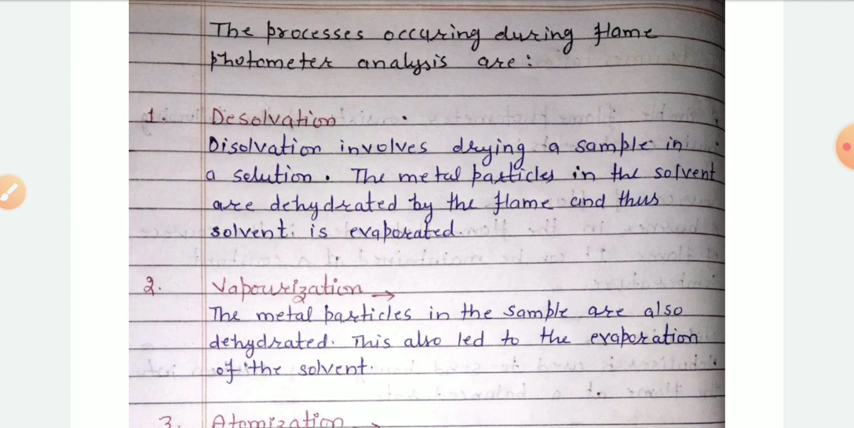 The processes occuring during flame
photometer analysis are :
1. Desolvation
Disolvation involves drying a sample in
a solution. The metal particles in the solvent
are dehydrated by the flame and thus
solvent is evaporated.
2. Vapourization →
The metal particles in the sample are also
dehydrated. This also led to the evaporation
of the solvent.
3. Atomization →